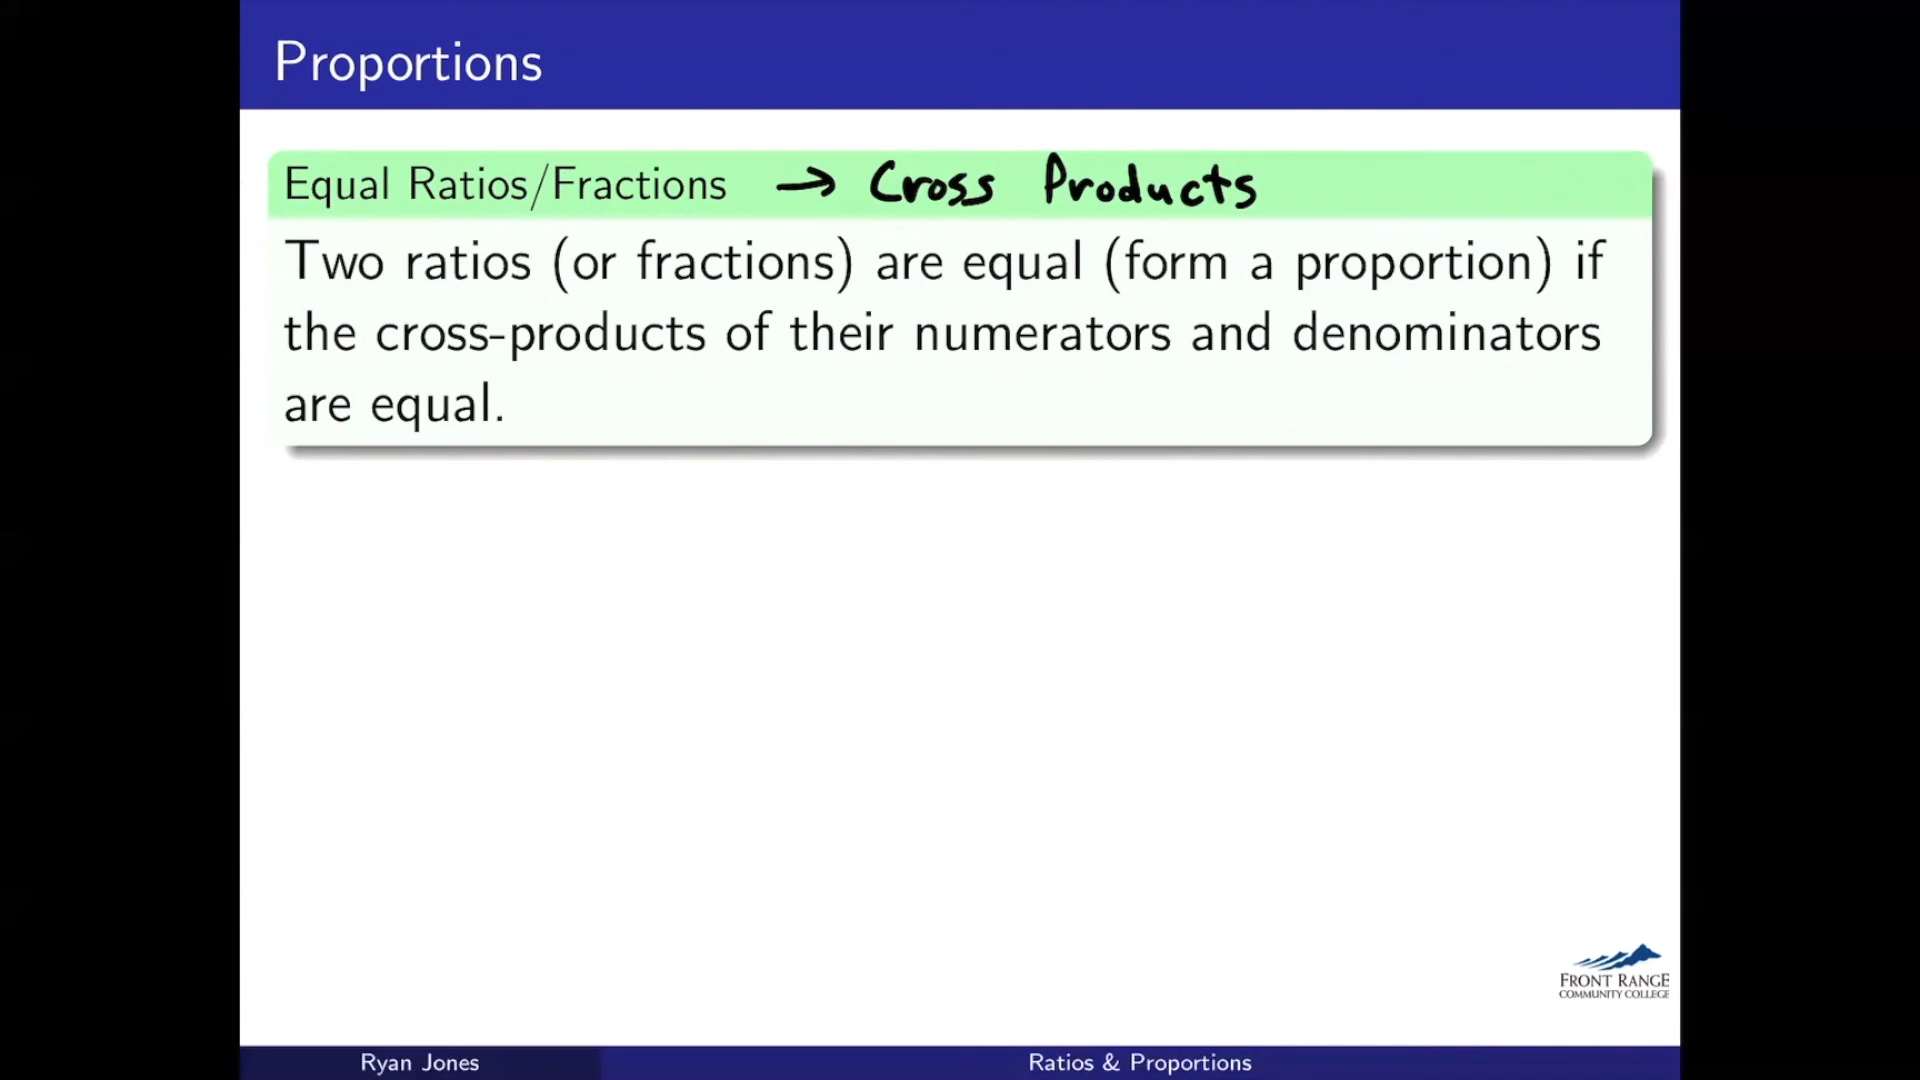 Proportions
Equal Ratios/Fractions → Cross Products
Two ratios (or fractions) are equal (form a proportion) if
the cross-products of their numerators and denominators
are equal.
FRONT RANGE
COMMUNITY COLLEGE
Ryan Jones
Ratios & Proportions